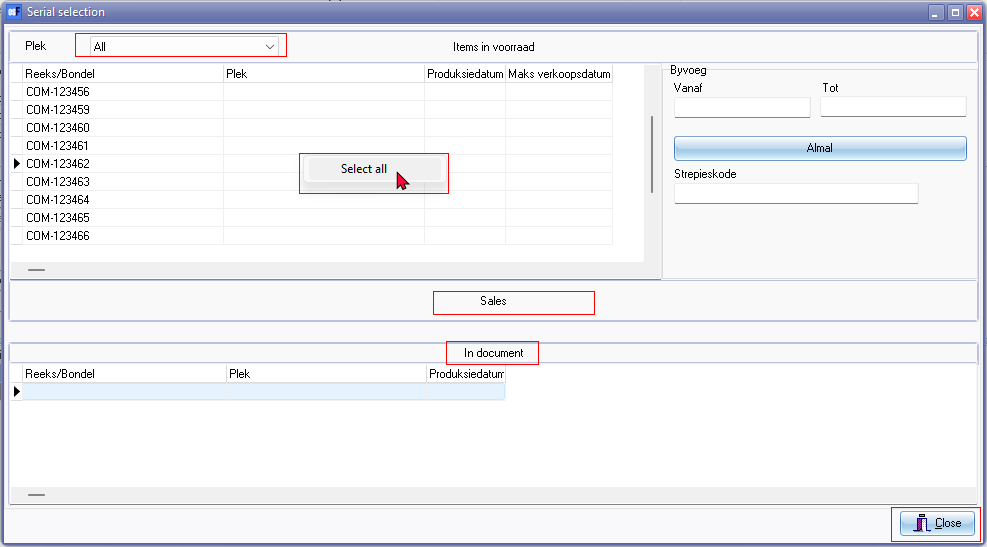 Serial selection
Plek All Items in voorraad
Reeks/Bondel Plek Produksiedatum Maks verkoopsdatum
COM-123456
COM-123459
COM-123460
COM-123461
COM-123462
COM-123463
COM-123464
COM-123465
COM-123466
Select all
Byvoeg
Vanaf Tot
Almal
Strepieskode
Sales
In document
Reeks/Bondel Plek Produksiedatum
Close